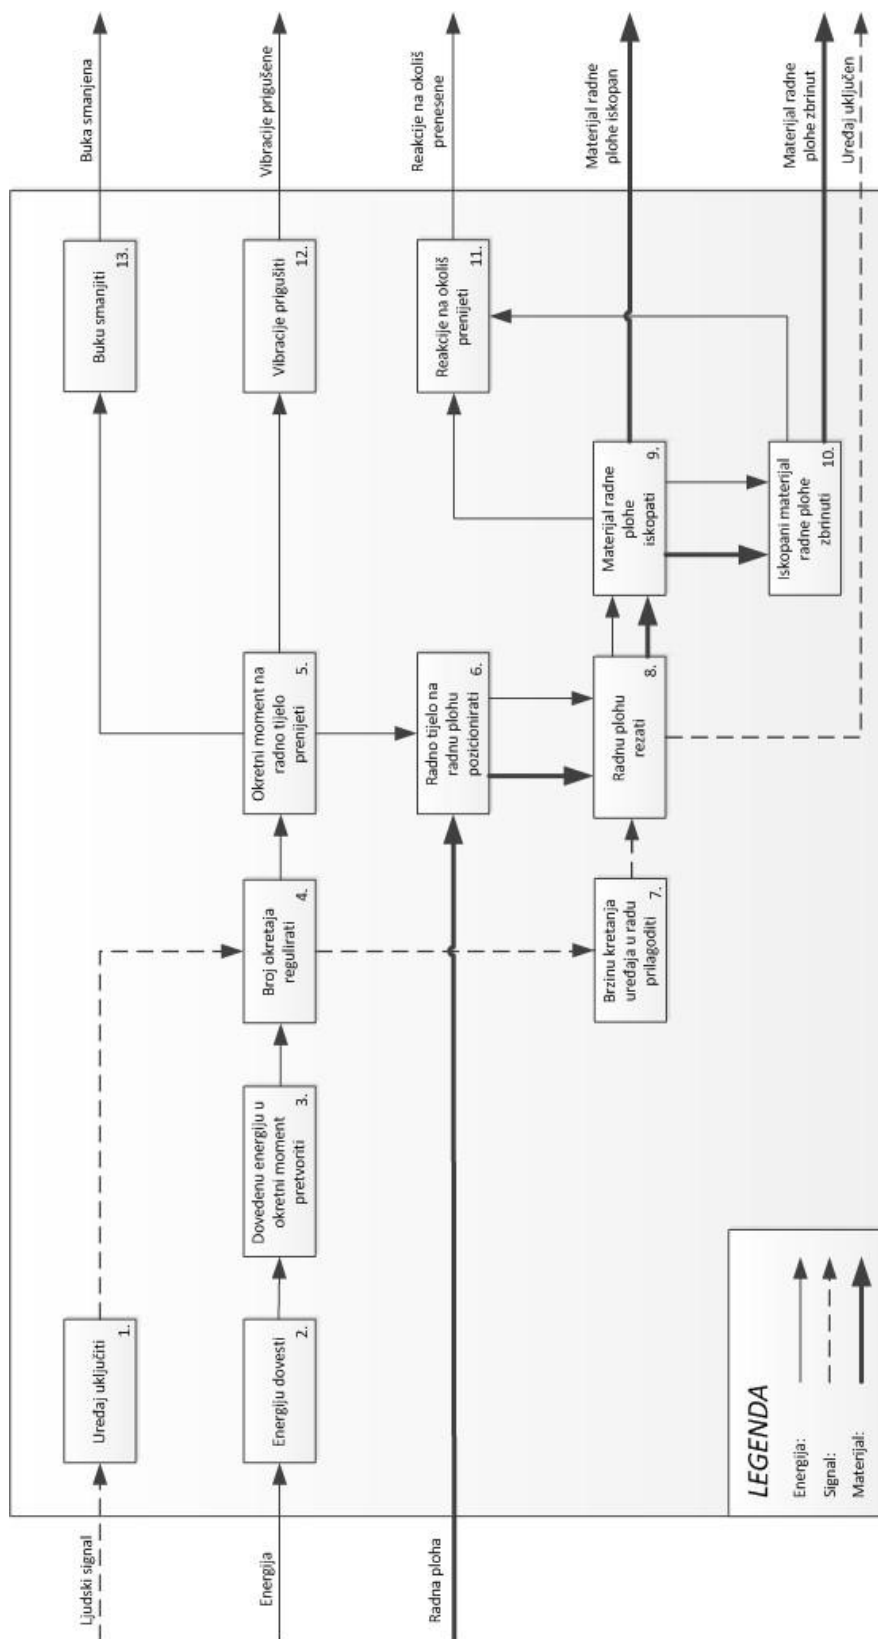 Ljudski signal
Energija
Radna ploha
Uređaj uključiti
1.
Energiju dovesti
2.
Dovedenu energiju u
okretni moment
pretvoriti
3.
Broj okretaja
regulirati
4.
Okretni moment na
radno tijelo
prenijeti
5.
Radno tijelo na
radnu plohu
pozicionirati
6.
Brzinu kretanja
uređaja u radu
prilagoditi
7.
Radnu plohu
rezati
8.
Materijal radne
plohe
iskopati
9.
Iskopani materijal
radne plohe
zbrinuti
10.
Reakcije na okoliš
prenijeti
11.
Vibracije prigušiti
12.
Buku smanjiti
13.
Buka smanjena
Vibracije prigušene
Reakcije na okoliš
prenesene
Materijal radne
plohe iskopan
Materijal radne
plohe zbrinut
Uređaj uključen
LEGENDA
Energija:
Signal:
Materijal: